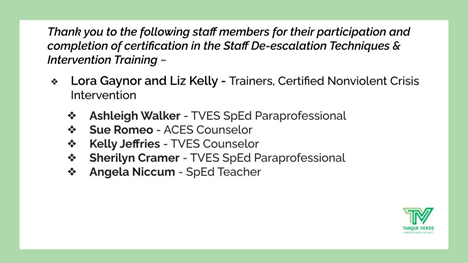 Thank you to the following staff members for their participation and
completion of certification in the Staff De-escalation Techniques &
Intervention Training ~
❖ Lora Gaynor and Liz Kelly - Trainers, Certified Nonviolent Crisis
Intervention
❖ Ashleigh Walker - TVES SpEd Paraprofessional
❖ Sue Romeo - ACES Counselor
❖ Kelly Jeffries - TVES Counselor
❖ Sherilyn Cramer - TVES SpEd Paraprofessional
❖ Angela Niccum - SpEd Teacher
TV
TANQUE VERDE